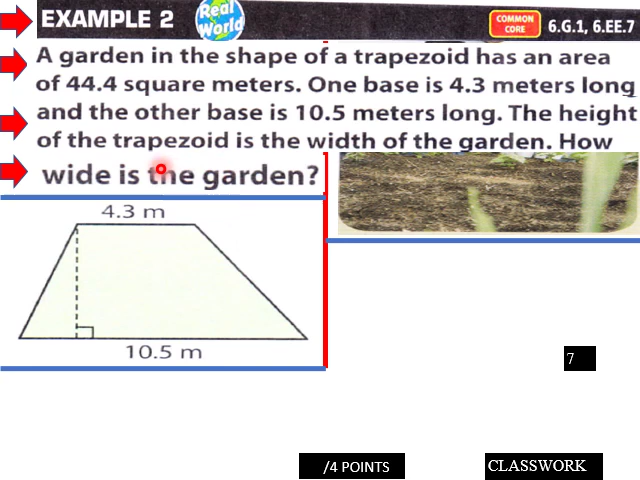 EXAMPLE 2
Real
World
COMMON
CORE
6.G.1, 6.EE.7
A garden in the shape of a trapezoid has an area
of 44.4 square meters. One base is 4.3 meters long
and the other base is 10.5 meters long. The height
of the trapezoid is the width of the garden. How
wide is the garden?
4.3 m
10.5 m
7
/4 POINTS
CLASSWORK